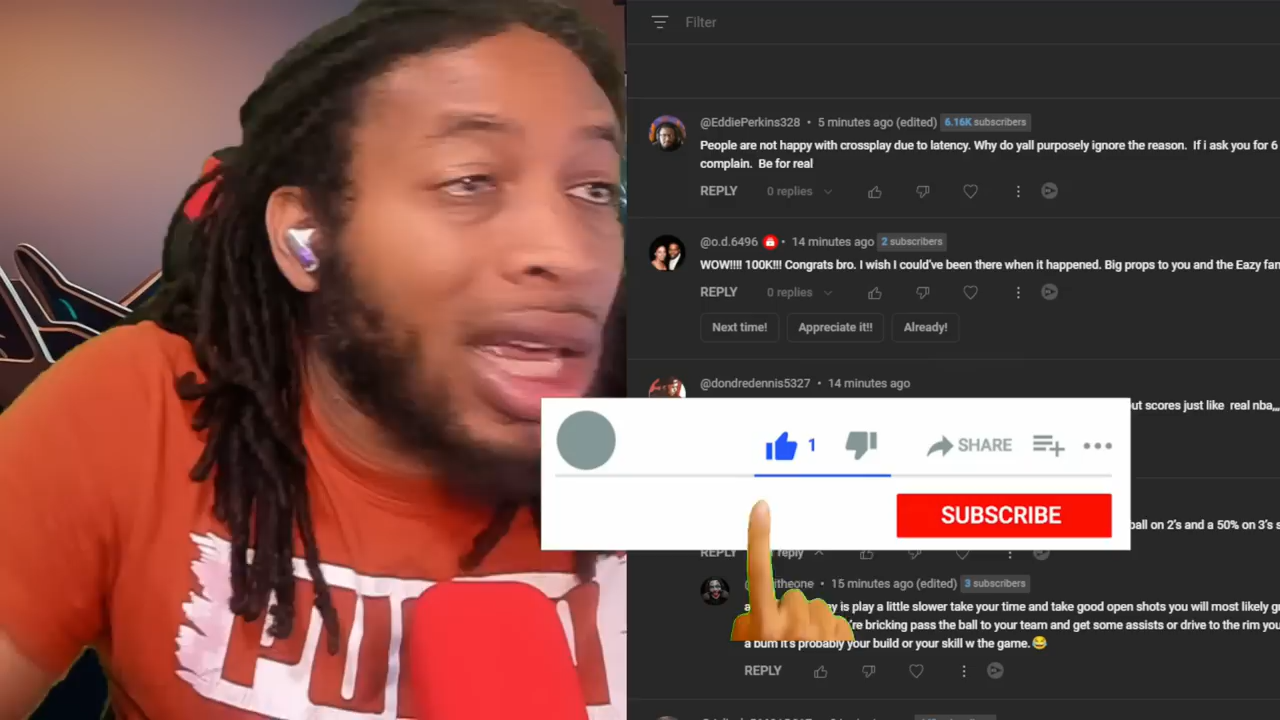 Filter
@EddiePerkins328 • 5 minutes ago (edited) 6.16K subscribers
People are not happy with crossplay due to latency. Why do yall purposely ignore the reason. If i ask you for 6
complain. Be for real
REPLY 0 replies
@o.d.6496 • 14 minutes ago 2 subscribers
WOW!!!! 100K!!! Congrats bro. I wish I could've been there when it happened. Big props to you and the Eazy fan
REPLY 0 replies
Next time! Appreciate it!! Already!
@dondredennis5327 • 14 minutes ago
ut scores just like real nba,,,
1 SHARE
SUBSCRIBE
ball on 2's and a 50% on 3's s
REPLY reply
itheone • 15 minutes ago (edited) 3 subscribers
ay is play a little slower take your time and take good open shots you will most likely g
're bricking pass the ball to your team and get some assists or drive to the rim you
a bum it's probably your build or your skill w the game. 😂
REPLY
PU